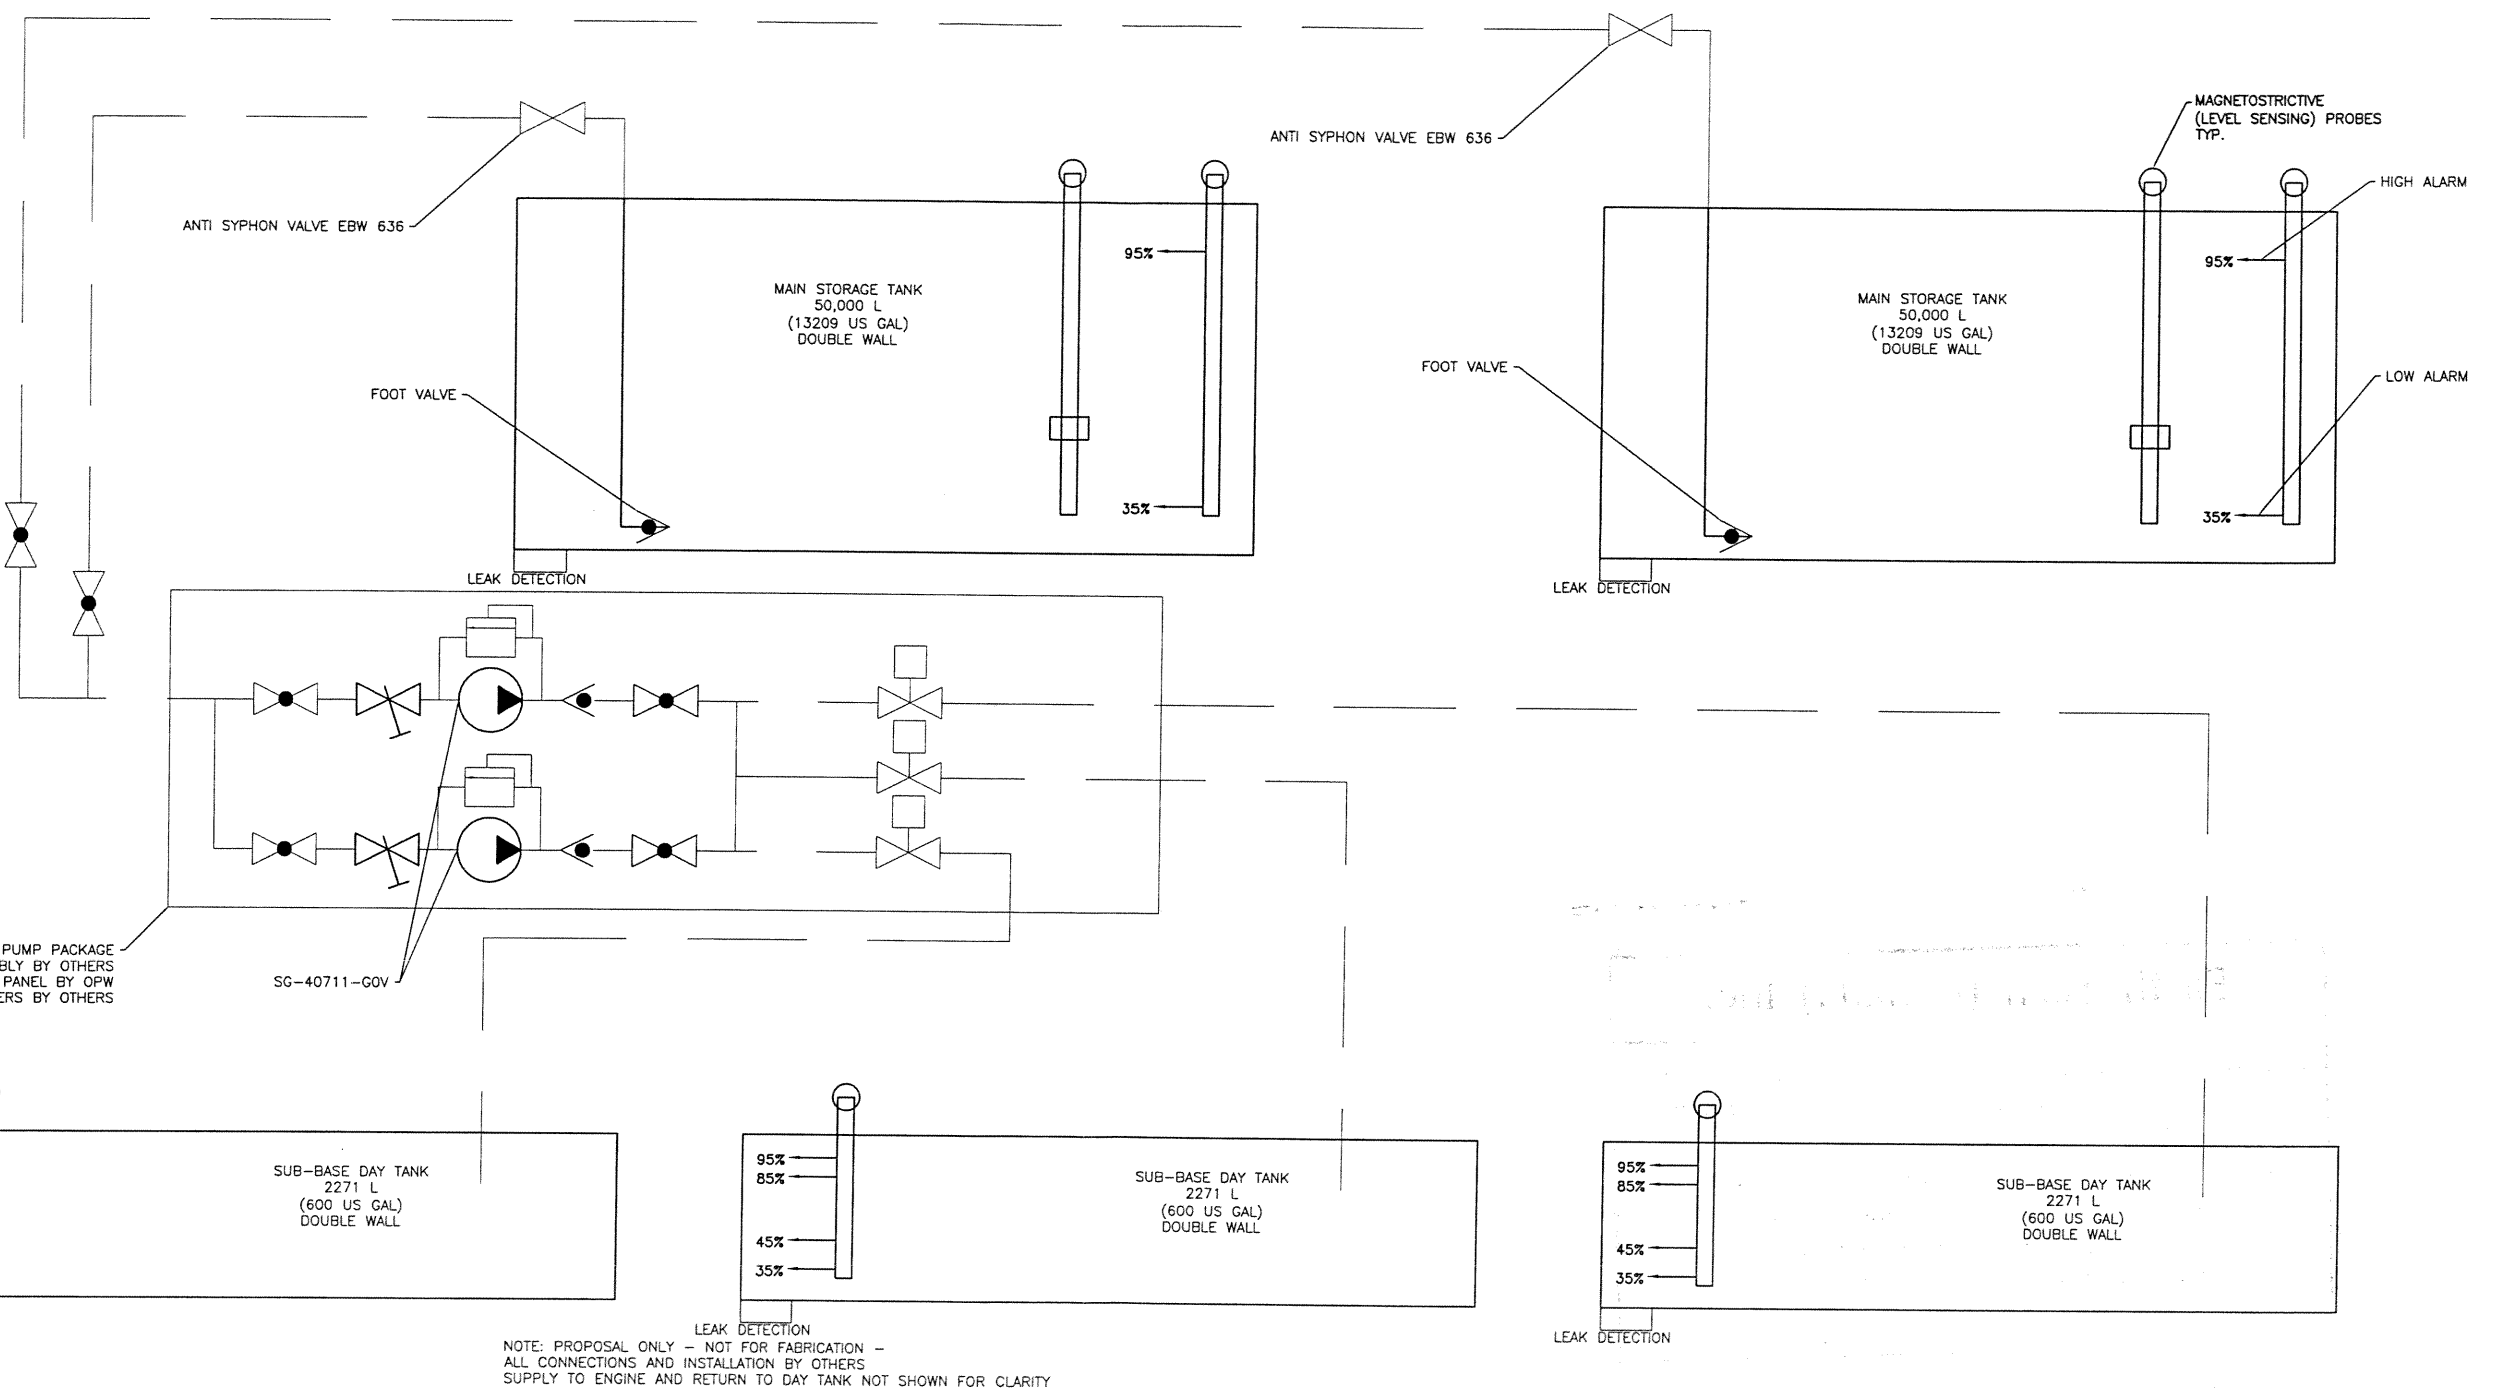 MAGNETOSTRICTIVE
(LEVEL SENSING) PROBES
TYP.
ANTI SYPHON VALVE EBW 636
HIGH ALARM
ANTI SYPHON VALVE EBW 636
95%
95%
MAIN STORAGE TANK
50,000 L
(13209 US GAL)
DOUBLE WALL
MAIN STORAGE TANK
50,000 L
(13209 US GAL)
DOUBLE WALL
FOOT VALVE
FOOT VALVE
LOW ALARM
35%
35%
LEAK DETECTION
LEAK DETECTION
PUMP PACKAGE
BLY BY OTHERS
PANEL BY OPW
ERS BY OTHERS
SG-40711-GOV
SUB-BASE DAY TANK
2271 L
(600 US GAL)
DOUBLE WALL
95%
85%
45%
35%
SUB-BASE DAY TANK
2271 L
(600 US GAL)
DOUBLE WALL
95%
85%
45%
35%
SUB-BASE DAY TANK
2271 L
(600 US GAL)
DOUBLE WALL
LEAK DETECTION
LEAK DETECTION
NOTE: PROPOSAL ONLY - NOT FOR FABRICATION -
ALL CONNECTIONS AND INSTALLATION BY OTHERS
SUPPLY TO ENGINE AND RETURN TO DAY TANK NOT SHOWN FOR CLARITY